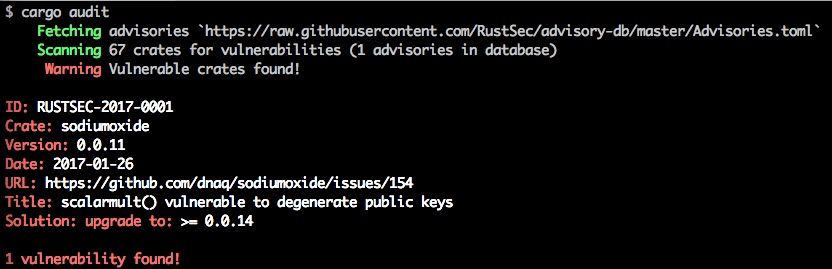 $ cargo audit
Fetching advisories `https://raw.githubusercontent.com/RustSec/advisory-db/master/Advisories.toml`
Scanning 67 crates for vulnerabilities (1 advisories in database)
Warning Vulnerable crates found!
ID: RUSTSEC-2017-0001
Crate: sodiumoxide
Version: 0.0.11
Date: 2017-01-26
URL: https://github.com/dnaq/sodiumoxide/issues/154
Title: scalarmult() vulnerable to degenerate public keys
Solution: upgrade to: >= 0.0.14
1 vulnerability found!